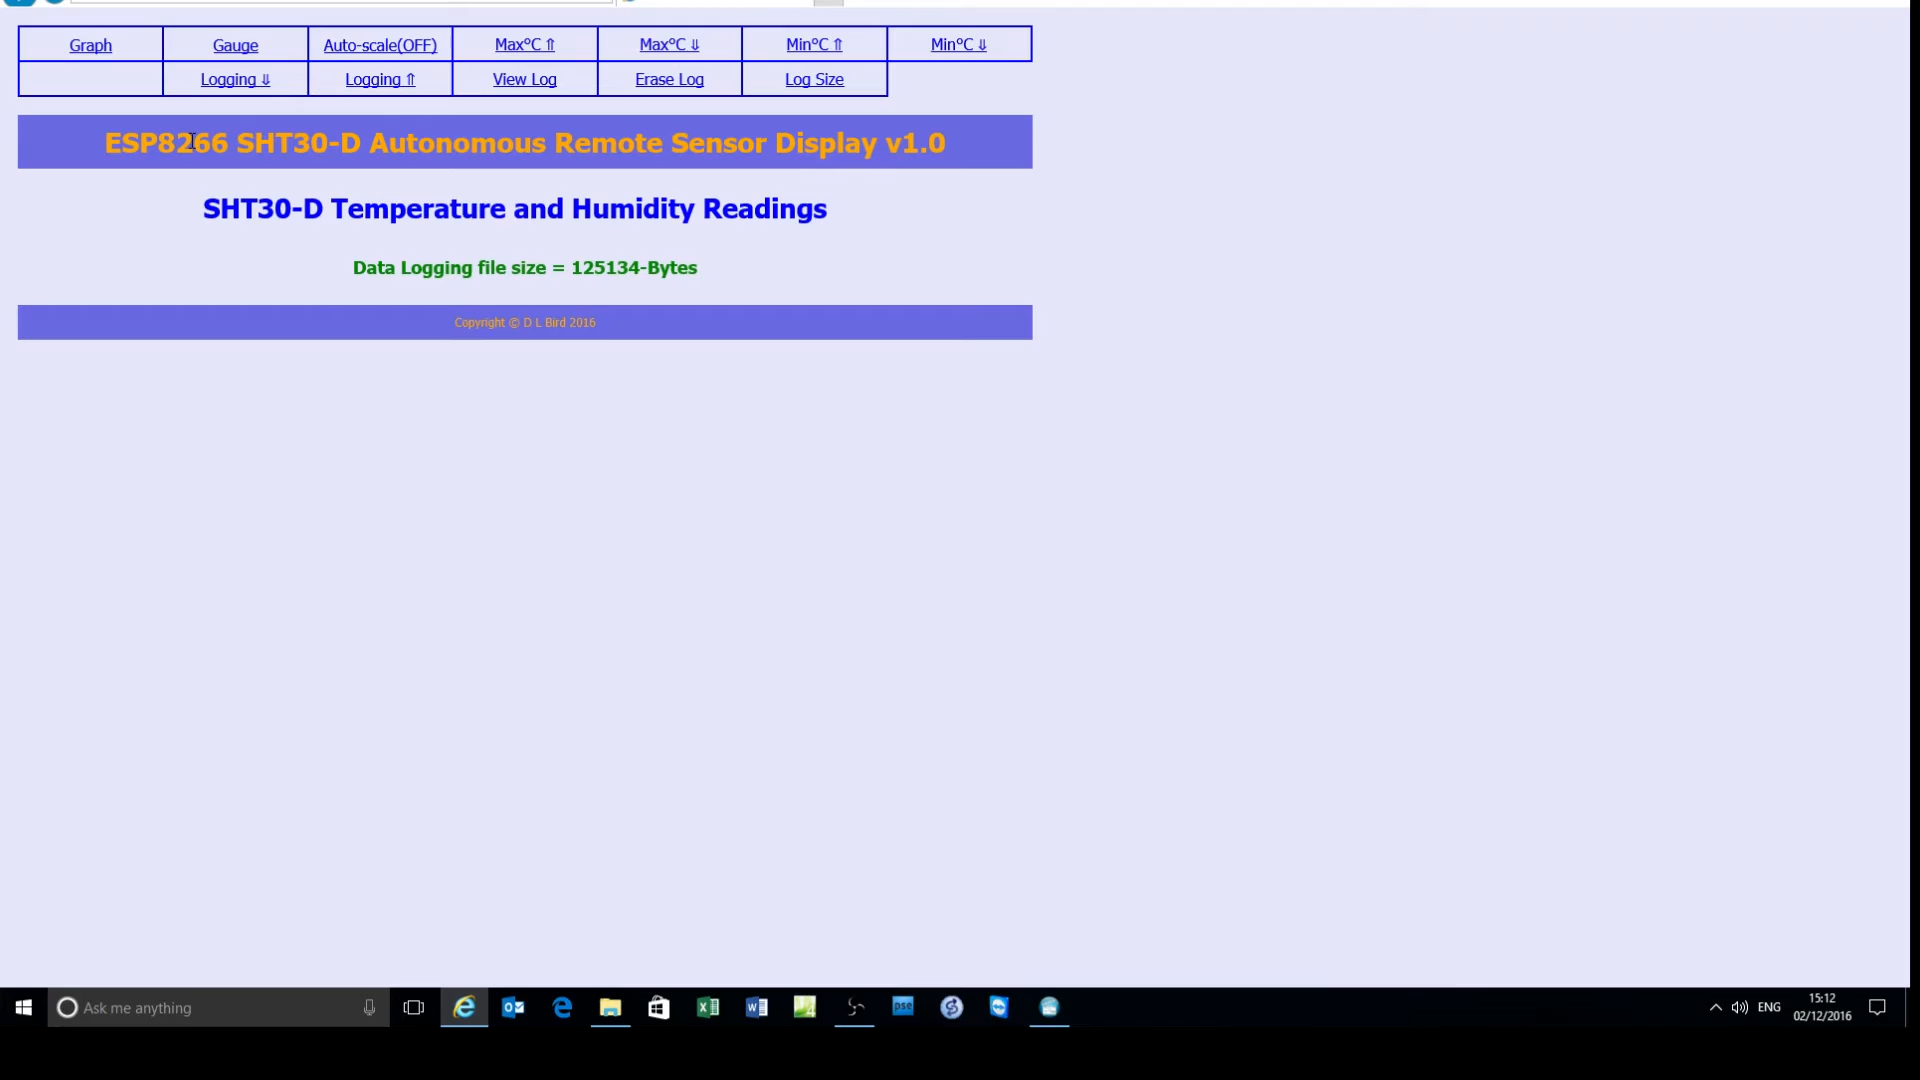 Graph Gauge Auto-scale(OFF) Max°C ⇑ Max°C ⇓ Min°C ⇑ Min°C ⇓
Logging ⇓ Logging ⇑ View Log Erase Log Log Size
ESP8266 SHT30-D Autonomous Remote Sensor Display v1.0
SHT30-D Temperature and Humidity Readings
Data Logging file size = 125134-Bytes
Copyright © D L Bird 2016
Ask me anything
pse
ENG
15:12
02/12/2016